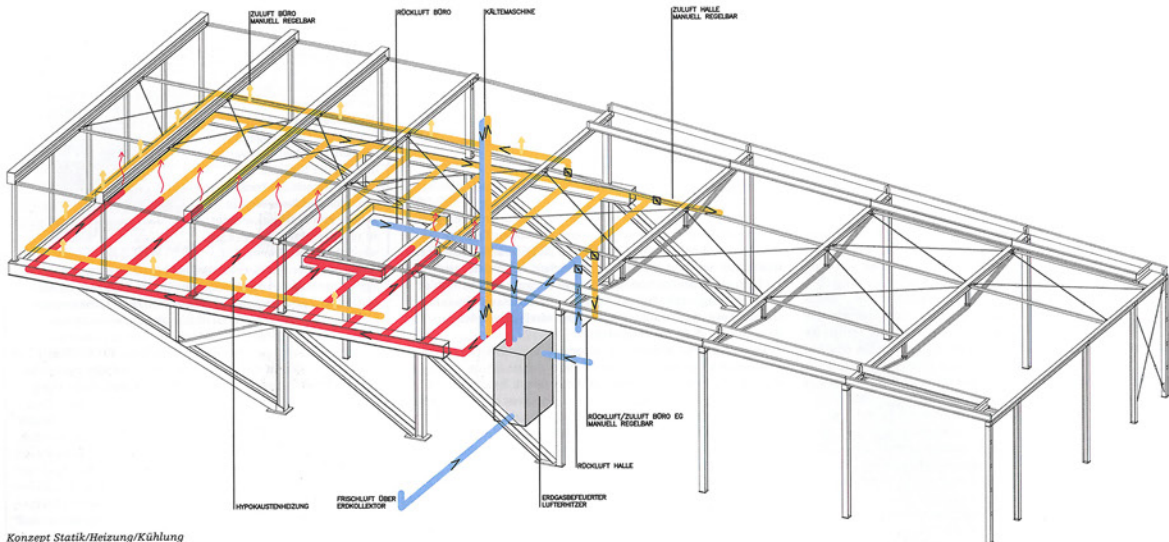 ZULUFT BÜRO
MANUELL REGELBAR
RÜCKLUFT BÜRO
KÄLTEMASCHINE
ZULUFT HALLE
MANUELL REGELBAR
RÜCKLUFT/ZULUFT BÜRO EG
MANUELL REGELBAR
RÜCKLUFT HALLE
HYPOKAUSTENHEIZUNG
FRISCHLUFT ÜBER
ERDKOLLEKTOR
ERDGASBEFEUERTER
LUFTERHITZER
Konzept Statik/Heizung/Kühlung